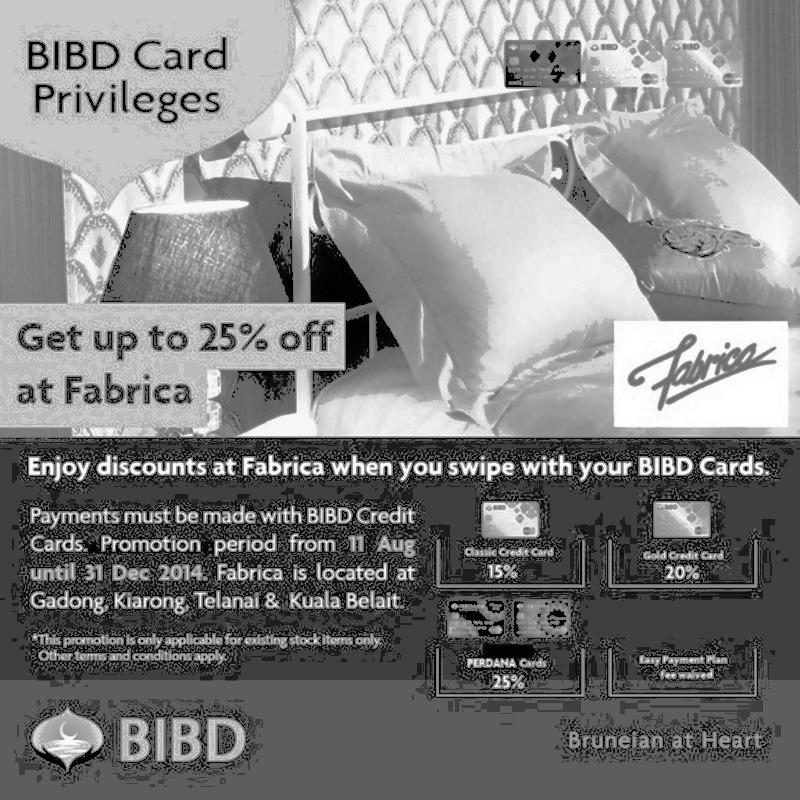 BIBD Card
Privileges
Get up to 25% off
at Fabrica
Fabrica
Enjoy discounts at Fabrica when you swipe with your BIBD Cards.
Payments must be made with BIBD Credit
Cards. Promotion period from 11 Aug
until 31 Dec 2014. Fabrica is located at
Gadong, Kiarong, Telanai & Kuala Belait.
*This promotion is only applicable for existing stock items only.
Other terms and conditions apply.
Classic Credit Card
15%
Gold Credit Card
20%
PERDANA Cards
25%
Easy Payment Plan
fee waived
BIBD
Bruneian at Heart